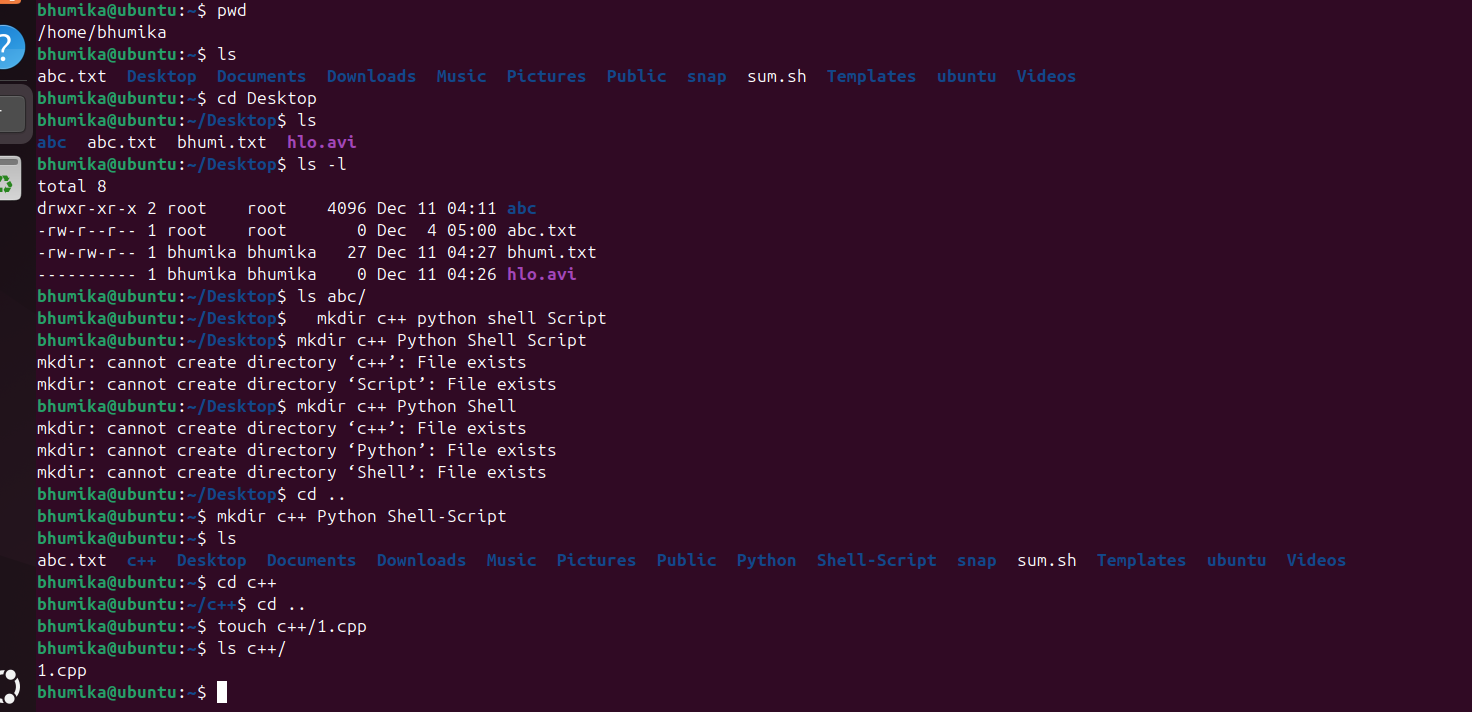 bhumika@ubuntu:~$ pwd
/home/bhumika
bhumika@ubuntu:~$ ls
abc.txt  Desktop  Documents  Downloads  Music  Pictures  Public  snap  sum.sh  Templates  ubuntu  Videos
bhumika@ubuntu:~$ cd Desktop
bhumika@ubuntu:~/Desktop$ ls
abc  abc.txt  bhumi.txt  hlo.avi
bhumika@ubuntu:~/Desktop$ ls -l
total 8
drwxr-xr-x 2 root    root    4096 Dec 11 04:11 abc
-rw-r--r-- 1 root    root       0 Dec  4 05:00 abc.txt
-rw-rw-r-- 1 bhumika bhumika   27 Dec 11 04:27 bhumi.txt
---------- 1 bhumika bhumika    0 Dec 11 04:26 hlo.avi
bhumika@ubuntu:~/Desktop$ ls abc/
bhumika@ubuntu:~/Desktop$   mkdir c++ python shell Script
bhumika@ubuntu:~/Desktop$ mkdir c++ Python Shell Script
mkdir: cannot create directory ‘c++’: File exists
mkdir: cannot create directory ‘Script’: File exists
bhumika@ubuntu:~/Desktop$ mkdir c++ Python Shell
mkdir: cannot create directory ‘c++’: File exists
mkdir: cannot create directory ‘Python’: File exists
mkdir: cannot create directory ‘Shell’: File exists
bhumika@ubuntu:~/Desktop$ cd ..
bhumika@ubuntu:~$ mkdir c++ Python Shell-Script
bhumika@ubuntu:~$ ls
abc.txt  c++  Desktop  Documents  Downloads  Music  Pictures  Public  Python  Shell-Script  snap  sum.sh  Templates  ubuntu  Videos
bhumika@ubuntu:~$ cd c++
bhumika@ubuntu:~/c++$ cd ..
bhumika@ubuntu:~$ touch c++/1.cpp
bhumika@ubuntu:~$ ls c++/
1.cpp
bhumika@ubuntu:~$